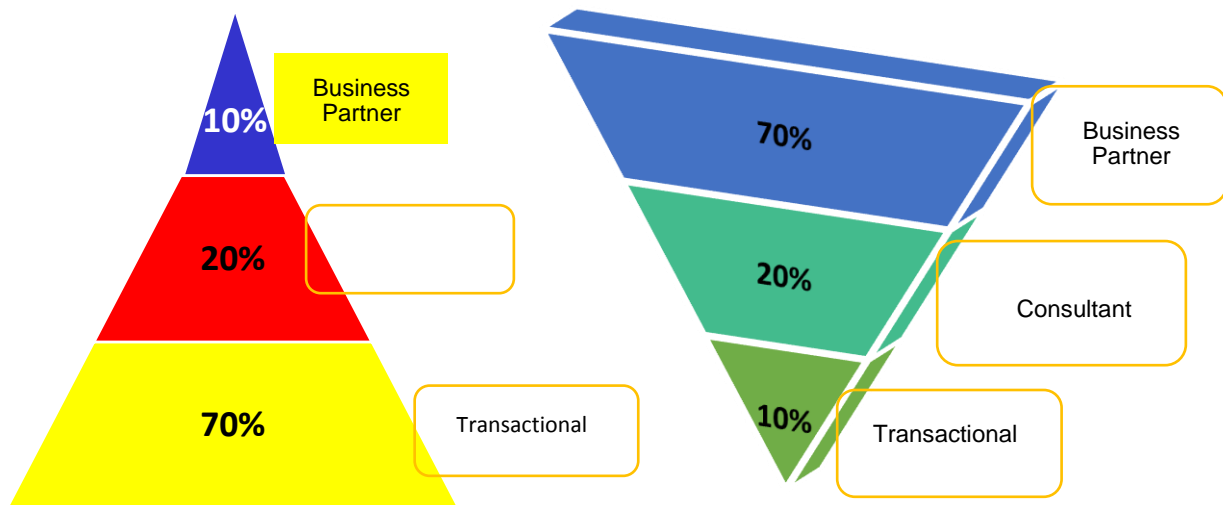 Business
Partner
10%
20%
70%
Transactional
70%
Business
Partner
20%
Consultant
10%
Transactional